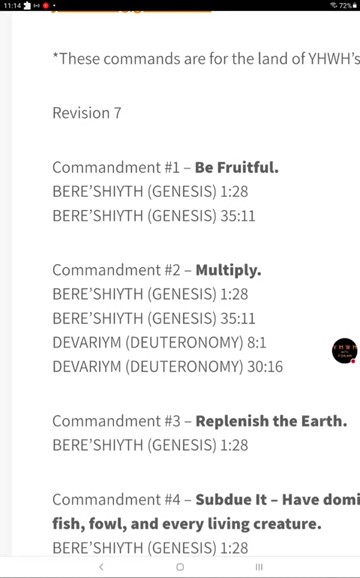 11:14
72%
*These commands are for the land of YHWH's
Revision 7
Commandment #1 – Be Fruitful.
BERE'SHIYTH (GENESIS) 1:28
BERE'SHIYTH (GENESIS) 35:11
Commandment #2 – Multiply.
BERE'SHIYTH (GENESIS) 1:28
BERE'SHIYTH (GENESIS) 35:11
DEVARIYM (DEUTERONOMY) 8:1
DEVARIYM (DEUTERONOMY) 30:16
Commandment #3 – Replenish the Earth.
BERE'SHIYTH (GENESIS) 1:28
Commandment #4 – Subdue It – Have domi
fish, fowl, and every living creature.
BERE'SHIYTH (GENESIS) 1:28